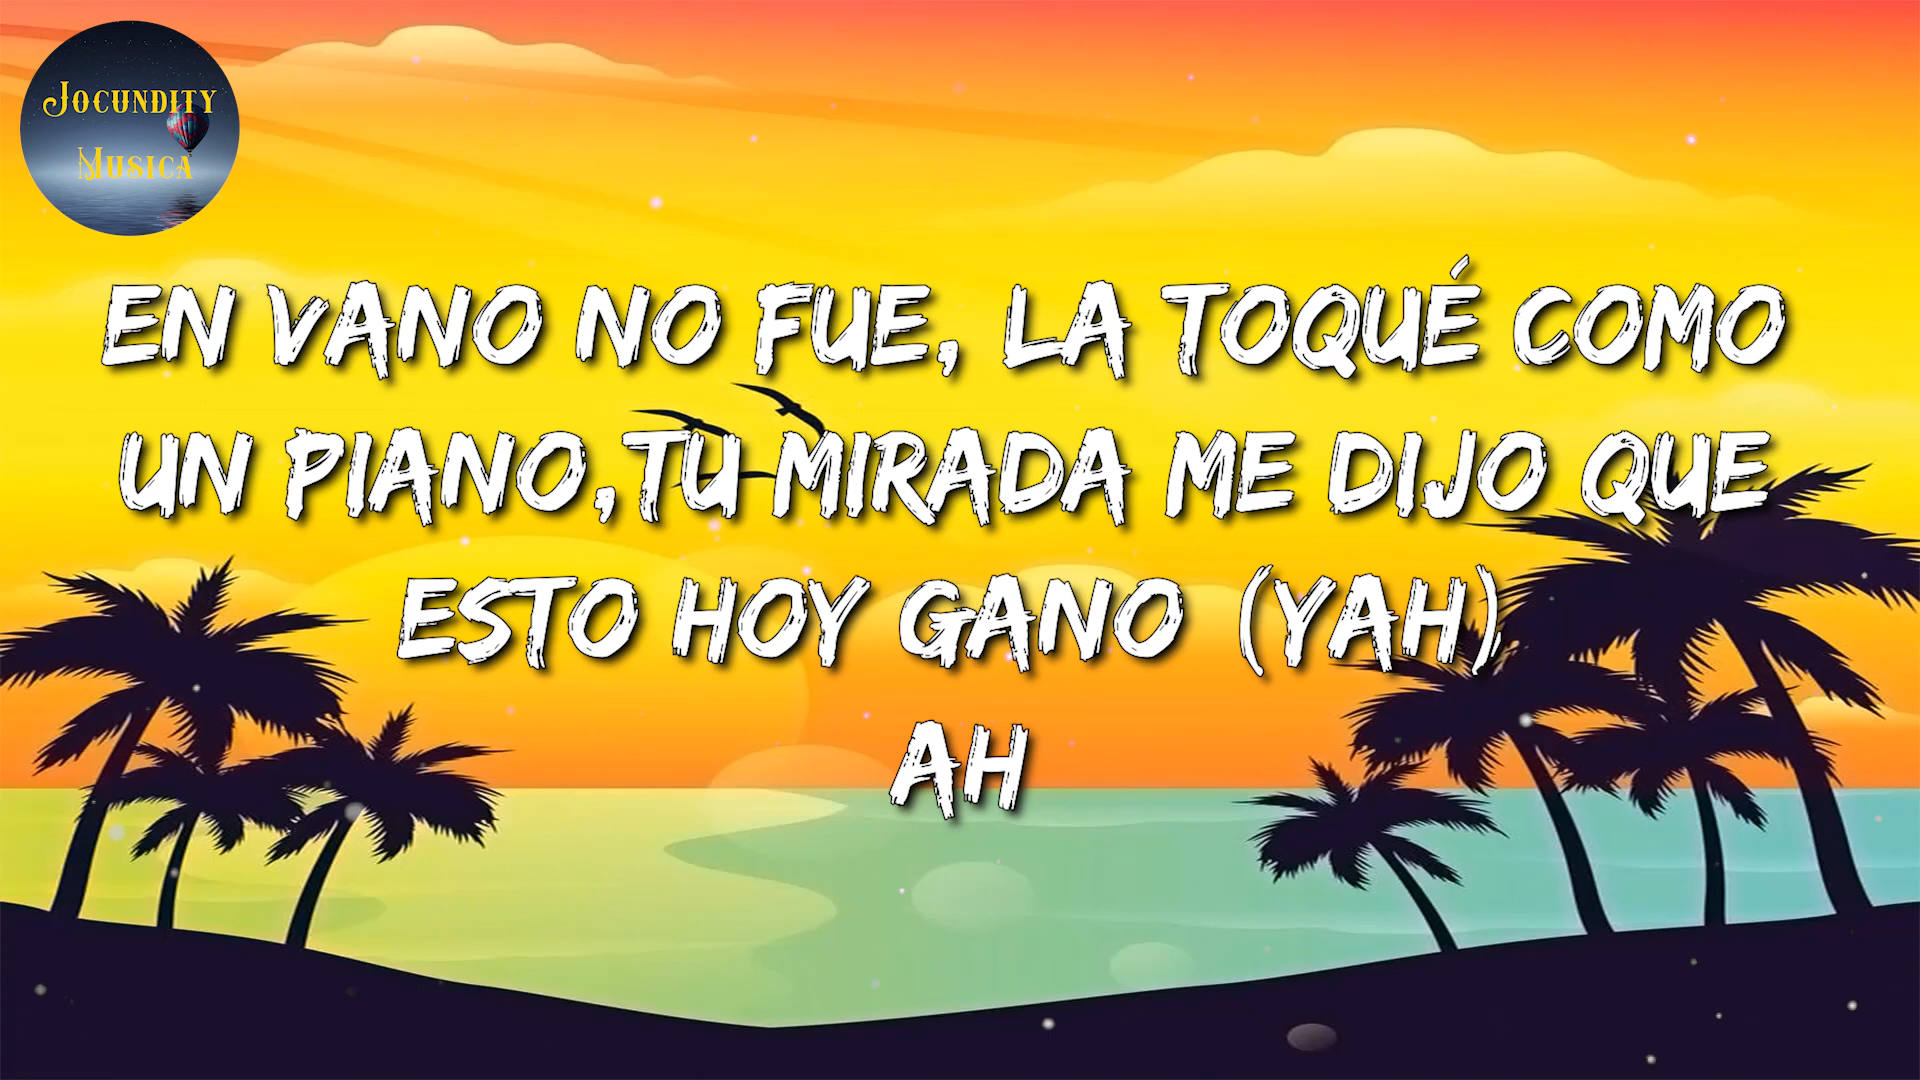 Jocundity
Musica
EN VANO NO FUE, LA TOQUÉ COMO
UN PIANO,TU MIRADA ME DIJO QUE
ESTO HOY GANO (YAH)
AH